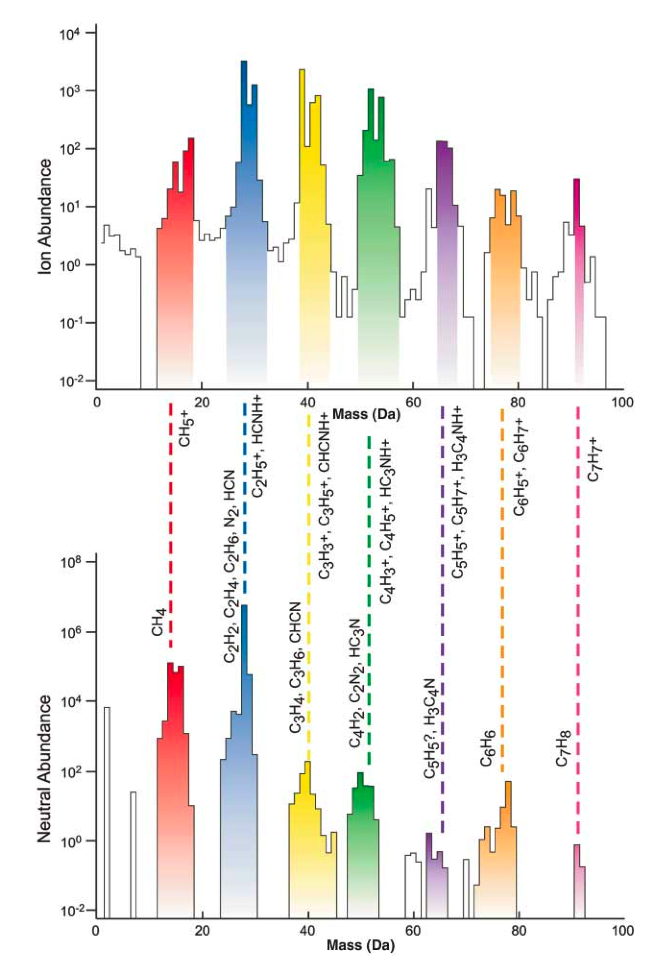 10⁴
10³
10²
10¹
10⁰
10⁻¹
10⁻²
Ion Abundance
0
20
40
60
80
100
Mass (Da)
CH₅+
C₂H₅+, HCNH+
C₃H₃+, C₃H₅+, CHCNH+
C₄H₃+, C₄H₅+, HC₃NH+
C₅H₅+, C₅H₇+, H₃C₄NH+
C₆H₅+, C₆H₇+
C₇H₇+
CH₄
C₂H₂, C₂H₄, C₂H₆, N₂, HCN
C₃H₄, C₃H₆, CHCN
C₄H₂, C₂N₂, HC₃N
C₅H₅?, H₃C₄N
C₆H₆
C₇H₈
10⁸
10⁶
10⁴
10²
10⁰
10⁻²
Neutral Abundance
0
20
40
60
80
100
Mass (Da)